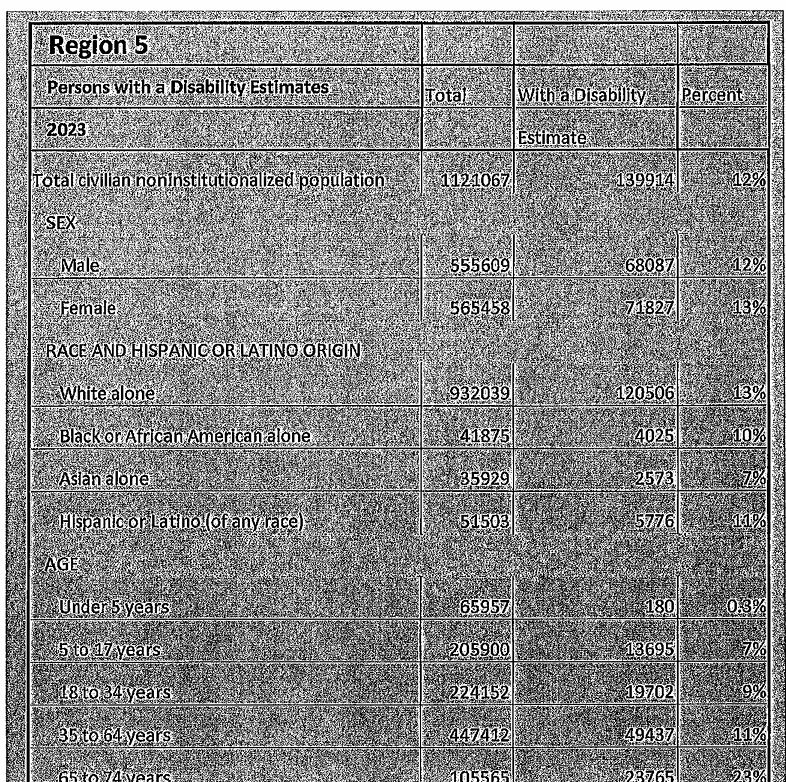 Region 5
Persons with a Disability Estimates Total With a Disability Percent
2023 Estimate
Total civilian noninstitutionalized population 1121067 139914 12%
SEX
Male 555609 68087 12%
Female 565458 71827 13%
RACE AND HISPANIC OR LATINO ORIGIN
White alone 932039 120506 13%
Black or African American alone 41875 4025 10%
Asian alone 35929 2573 7%
Hispanic or Latino (of any race) 51503 5776 11%
AGE
Under 5 years 65957 180 0.3%
5 to 17 years 205900 13695 7%
18 to 34 years 224152 19702 9%
35 to 64 years 447412 49437 11%
65 to 74 years 105565 23765 23%